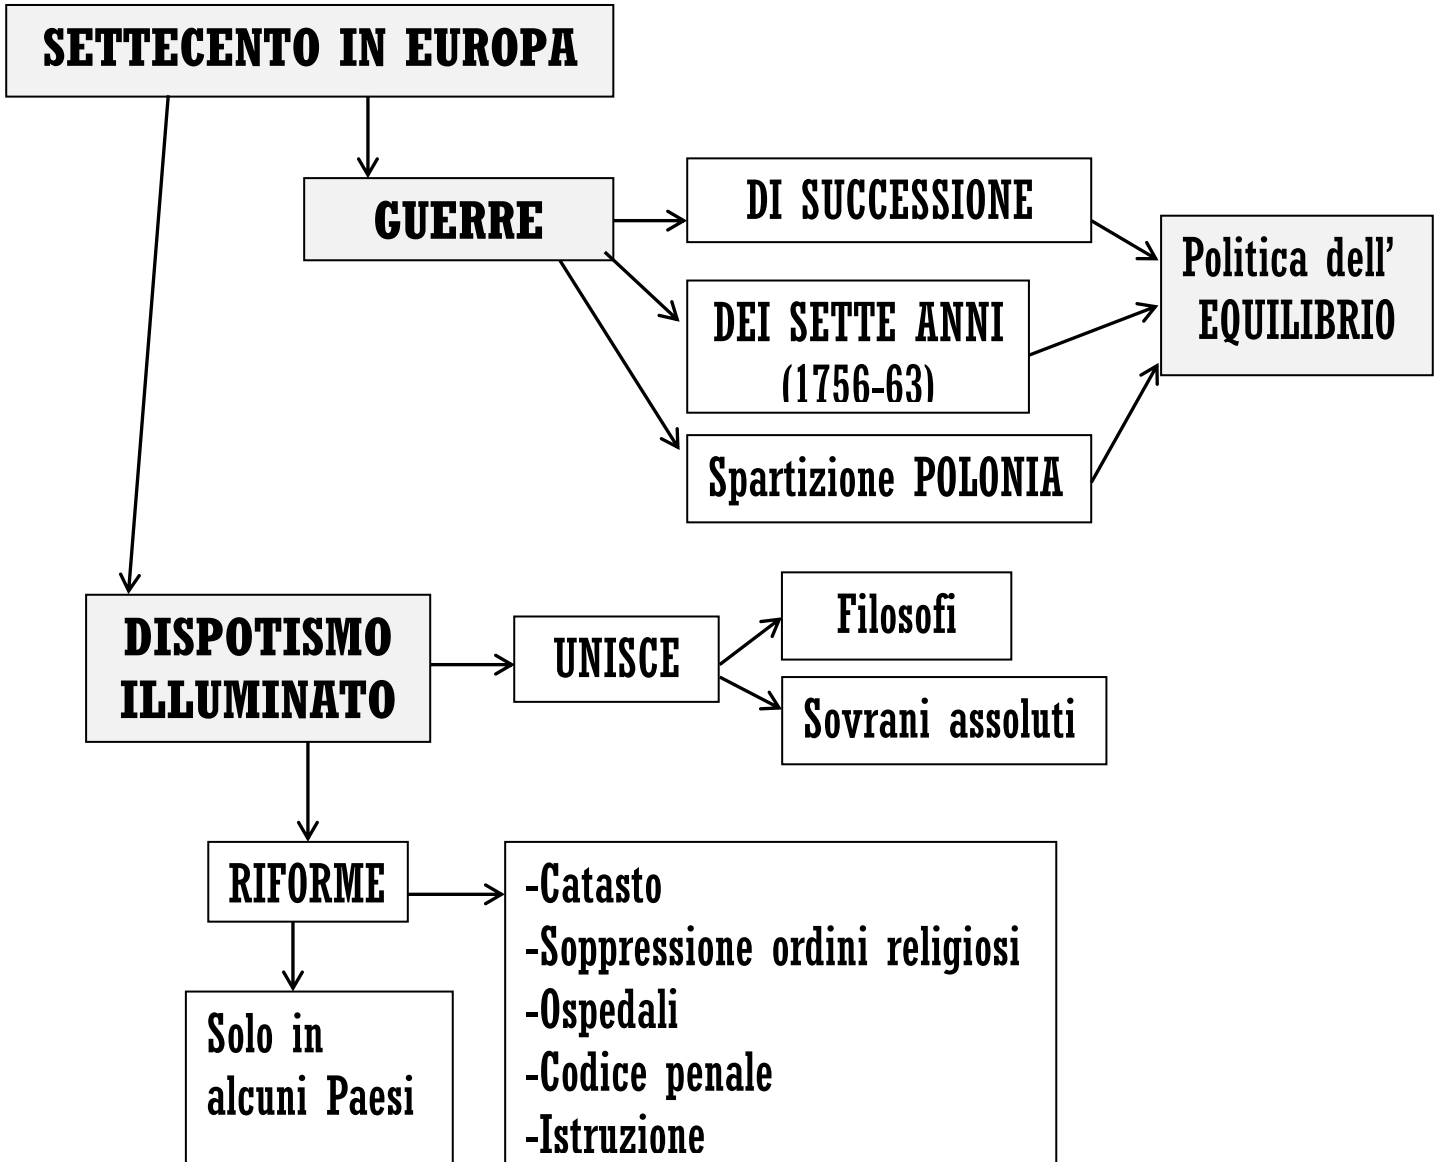 SETTECENTO IN EUROPA
GUERRE
DI SUCCESSIONE
DEI SETTE ANNI
(1756-63)
Spartizione POLONIA
Politica dell’
EQUILIBRIO
DISPOTISMO
ILLUMINATO
UNISCE
Filosofi
Sovrani assoluti
RIFORME
-Catasto
-Soppressione ordini religiosi
-Ospedali
-Codice penale
-Istruzione
Solo in
alcuni Paesi